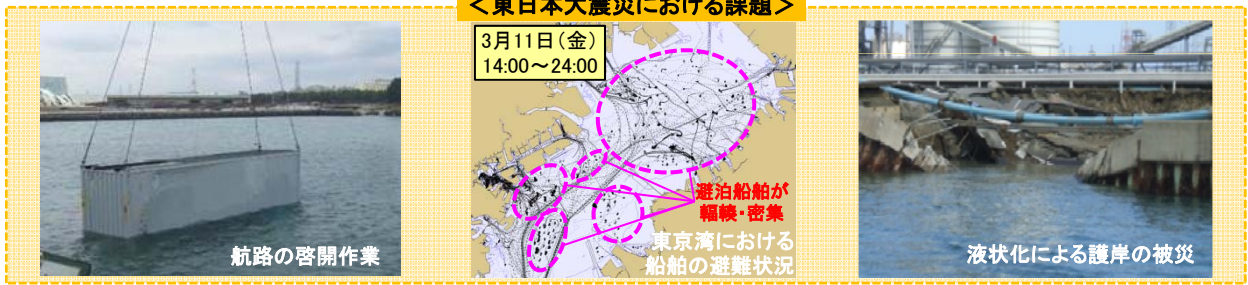 ＜東日本大震災における課題＞
航路の啓開作業
3月11日(金)
14:00～24:00
避泊船舶が
輻輳・密集
東京湾における
船舶の避難状況
液状化による護岸の被災